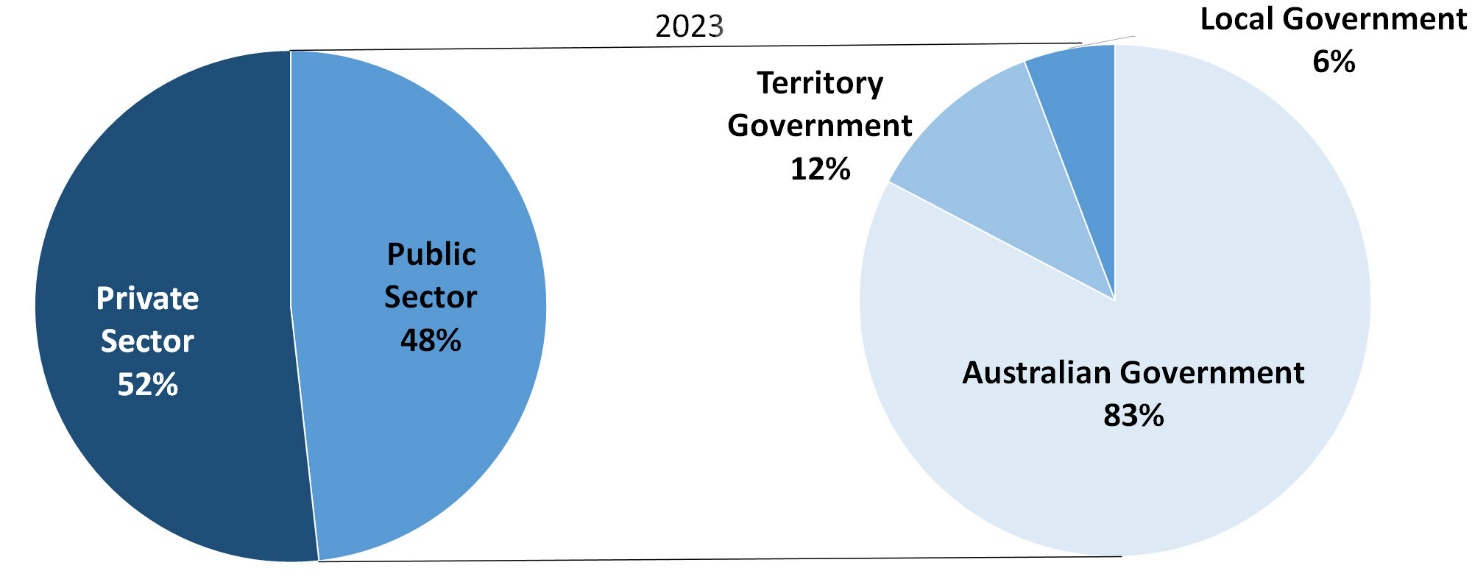 2023
Private
Sector
52%
Public
Sector
48%
Territory
Government
12%
Local Government
6%
Australian Government
83%